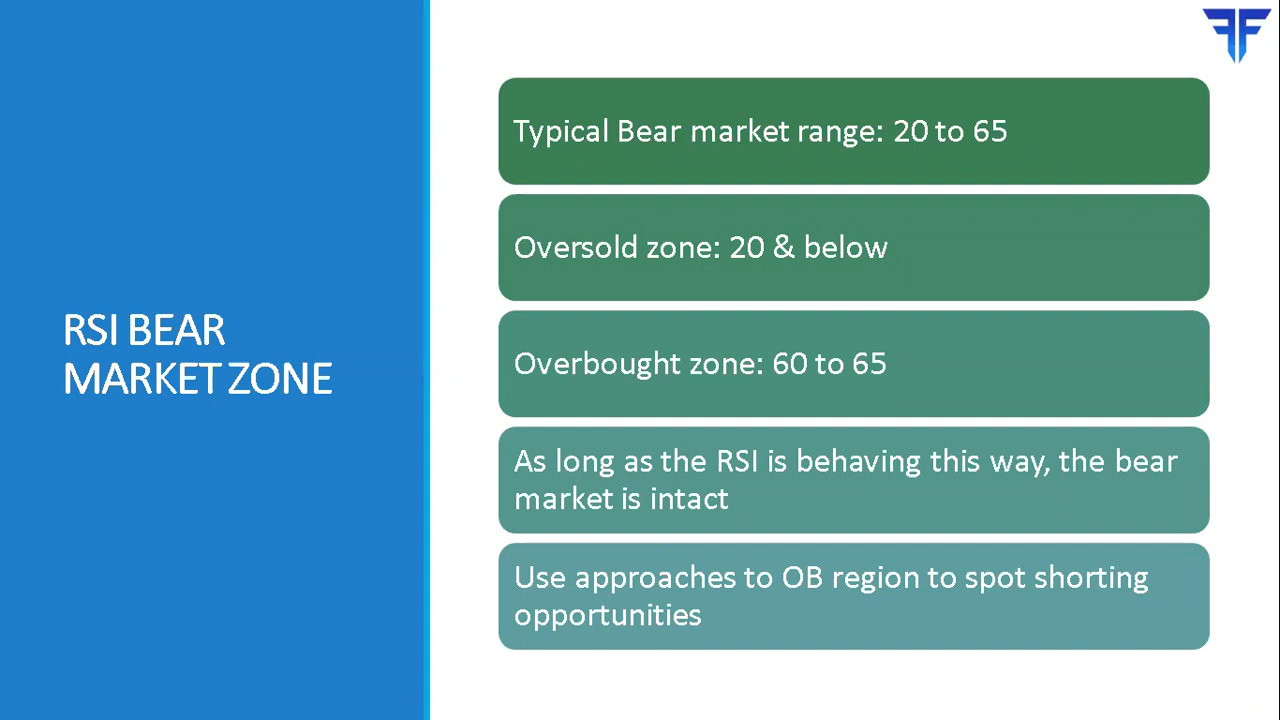 RSI BEAR
MARKET ZONE
Typical Bear market range: 20 to 65
Oversold zone: 20 & below
Overbought zone: 60 to 65
As long as the RSI is behaving this way, the bear
market is intact
Use approaches to OB region to spot shorting
opportunities